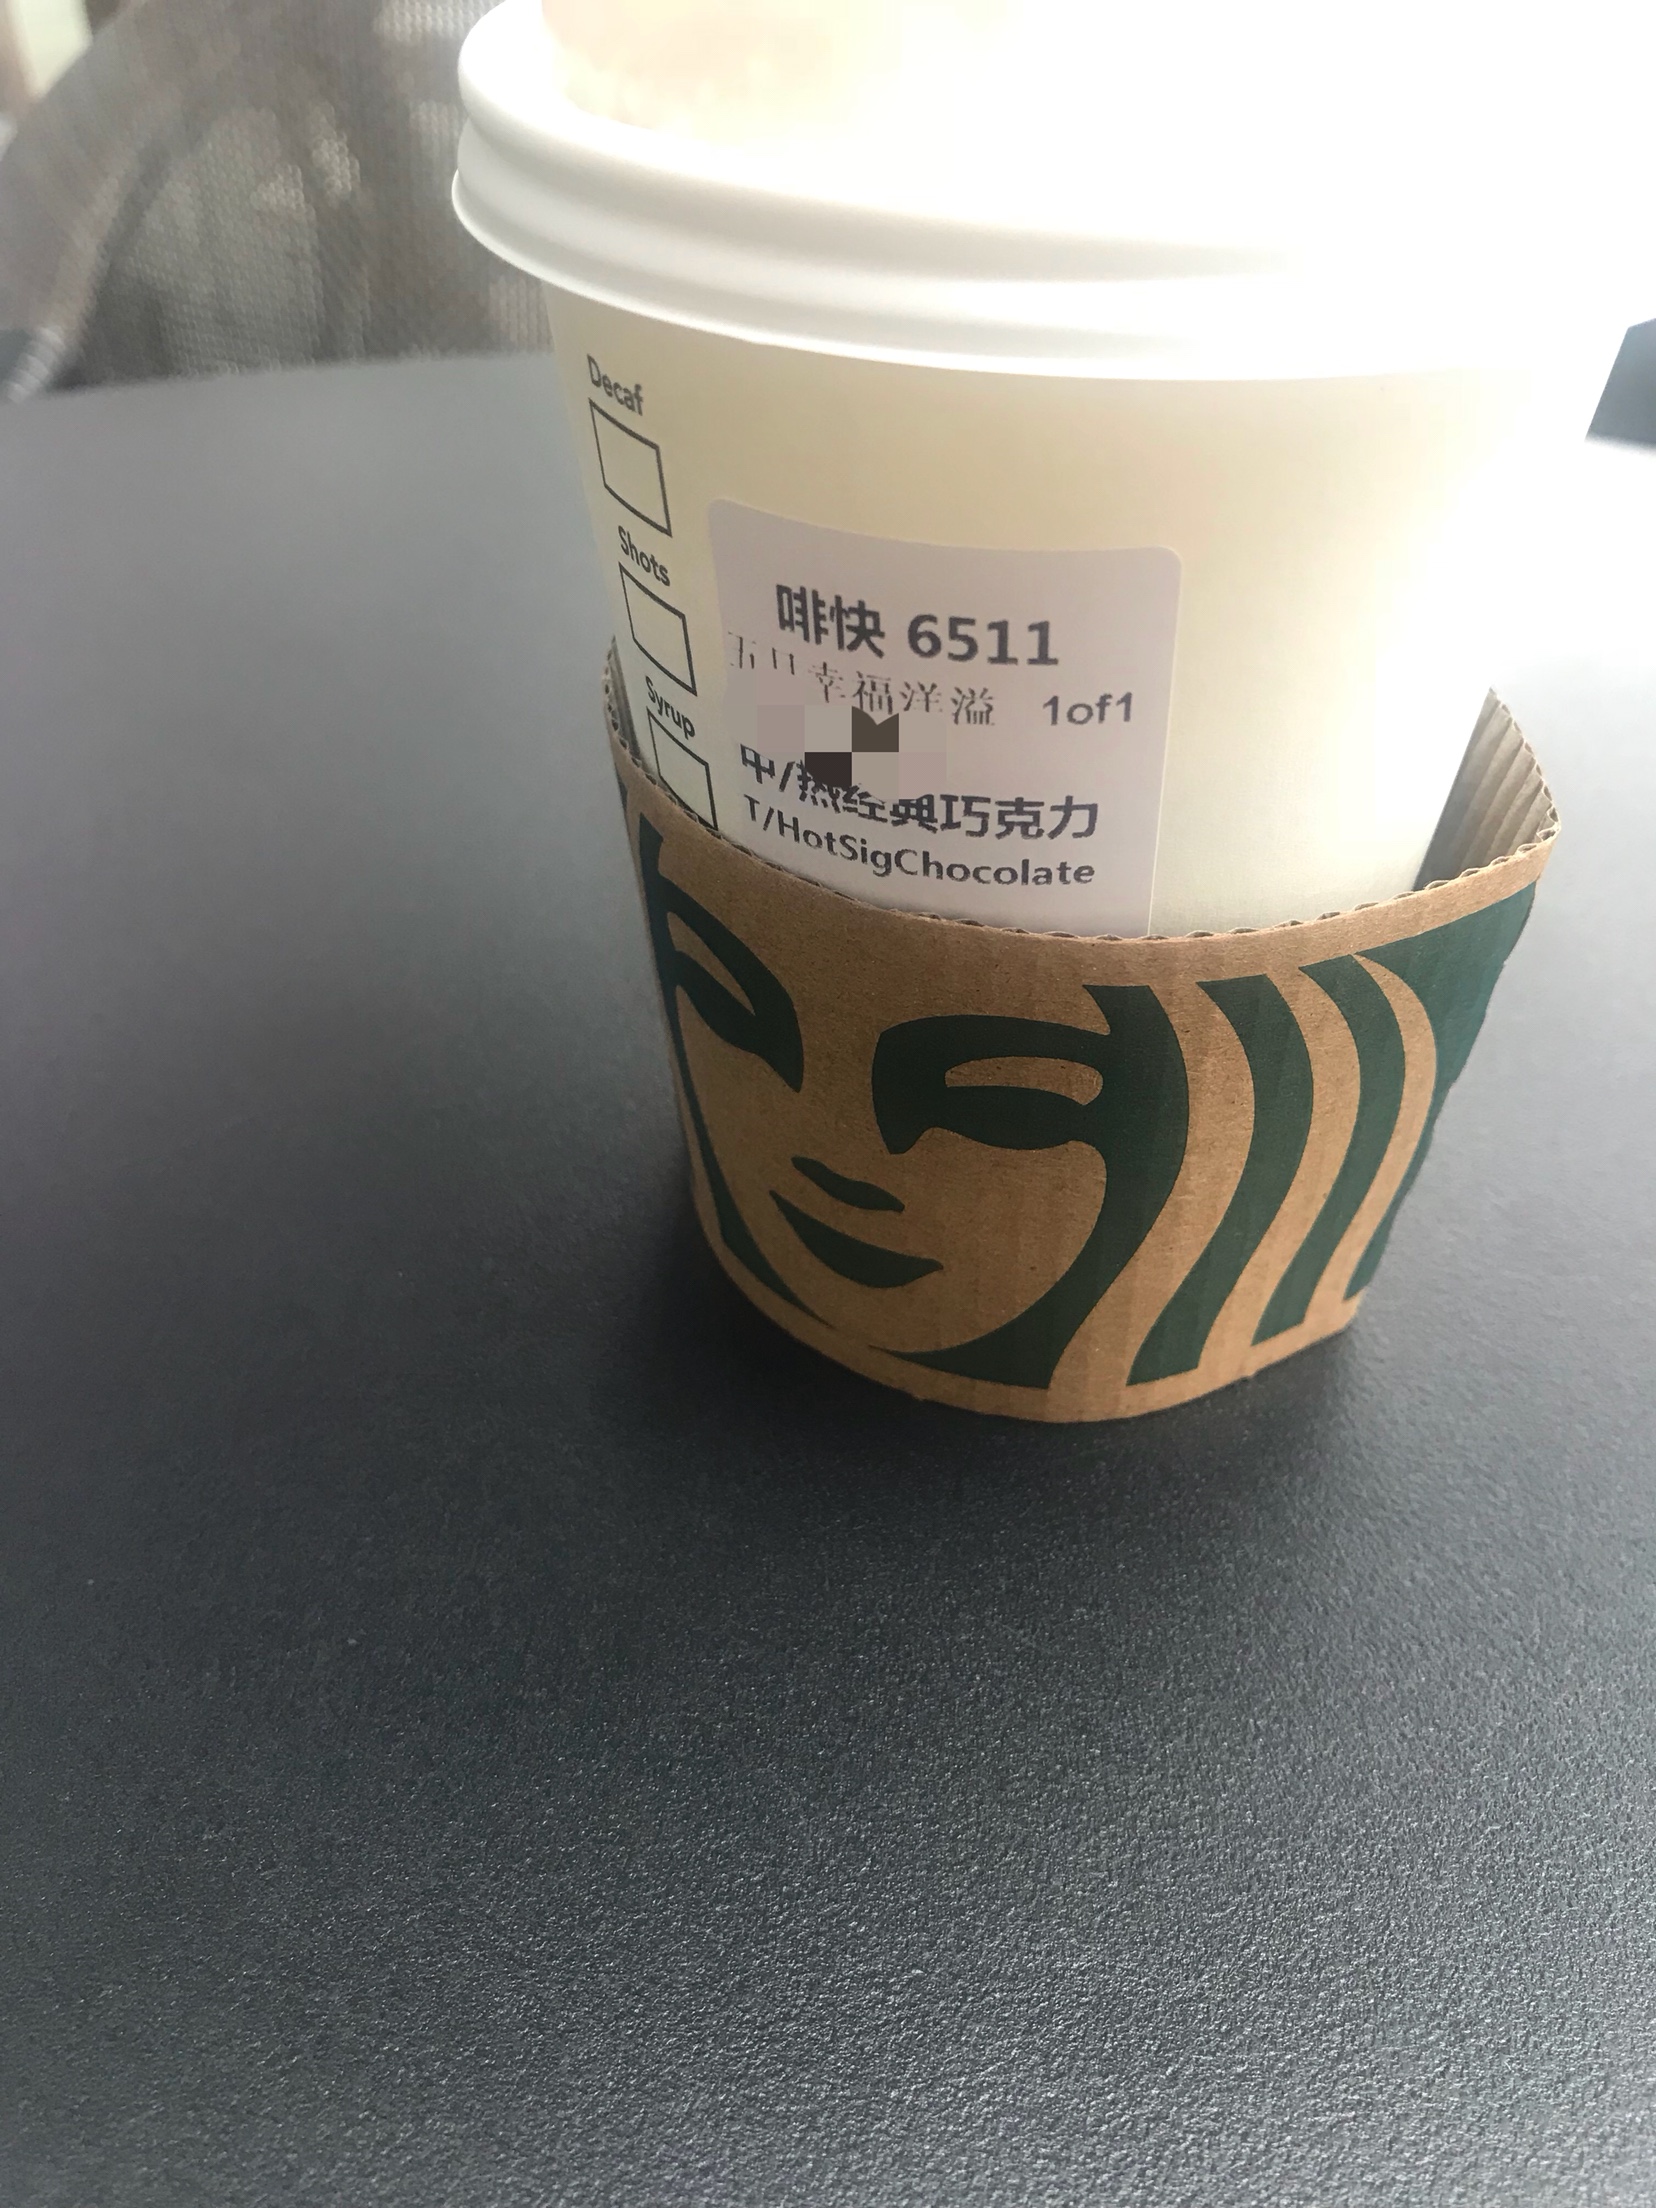 Decaf
Shots
Syrup
啡快 6511
幸福洋溢 1of1
中/热经典巧克力
T/HotSigChocolate